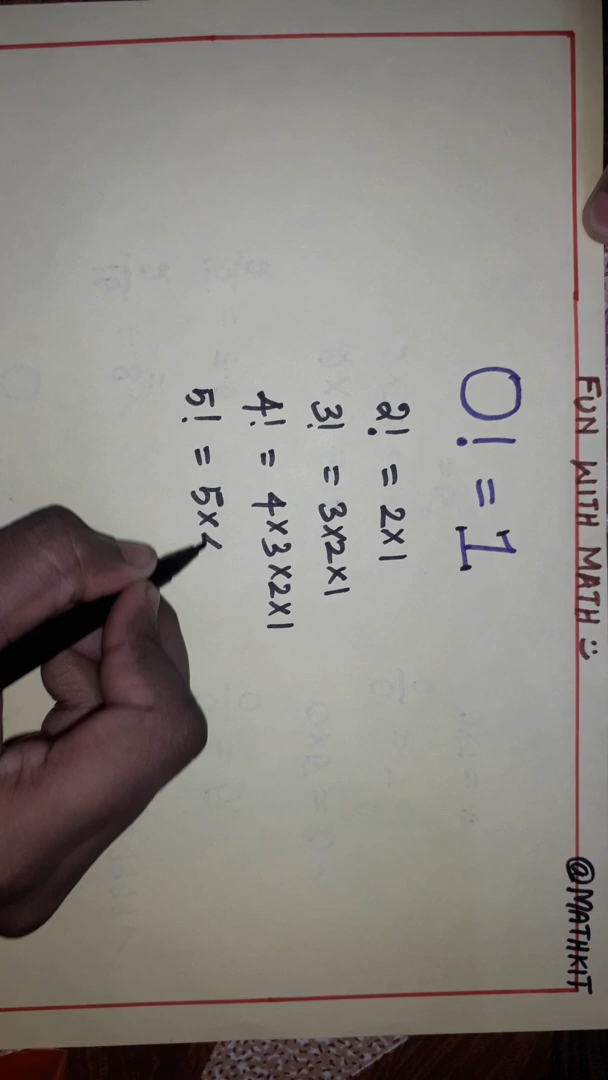 FUN WITH MATH :)
@MATHKIT
0! = 1
2! = 2×1
3! = 3×2×1
4! = 4×3×2×1
5! = 5×